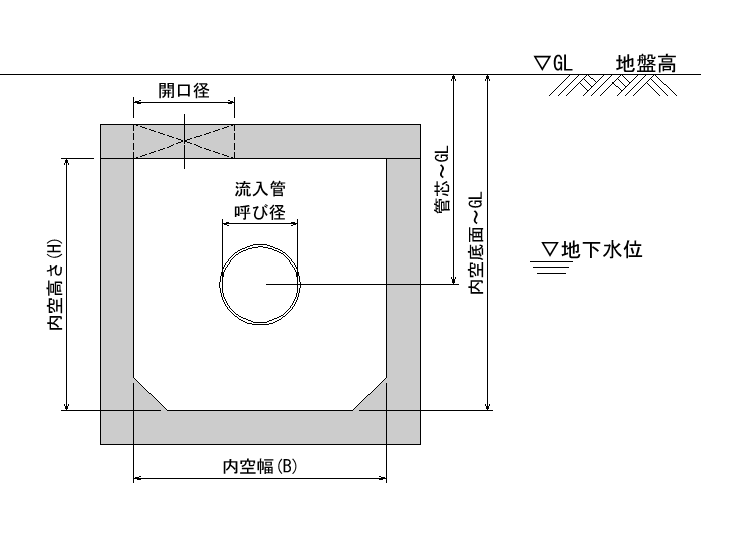 ▽GL 地盤高
開口径
管芯～GL
流入管
呼び径
内空底面～GL
▽地下水位
内空高さ(H)
内空幅(B)